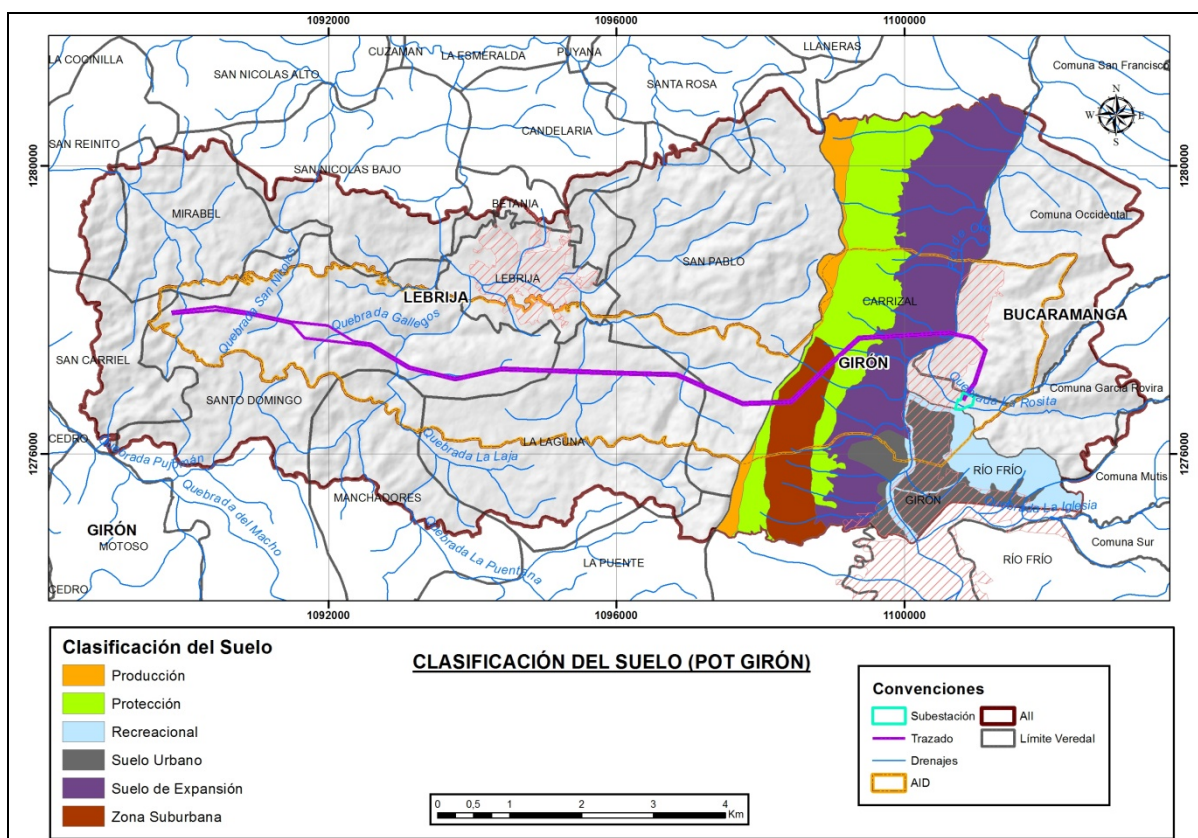 1092000
1096000
1100000
LA COCINILLA
CUZAMAN
LA ESMERALDA
PUYANA
LLANERAS
Comuna San Francisco
SAN NICOLAS ALTO
SANTA ROSA
N
W
E
S
CANDELARIA
SAN REINITO
1280000
1280000
SAN NICOLAS BAJO
BETANIA
MIRABEL
Comuna Occidental
Quebrada San Nicolas
LEBRIJA
SAN PABLO
LEBRIJA
CARRIZAL
BUCARAMANGA
Quebrada Gallegos
SAN CARRIEL
GIRÓN
Quebrada La Rosita
Comuna García Rovira
SANTO DOMINGO
CEDRO
Quebrada La Laja
LA LAGUNA
1276000
1276000
Quebrada Pujamán
RÍO FRÍO
Comuna Mutis
MANCHADORES
GIRÓN
Quebrada La Iglesia
Quebrada del Macho
GIRÓN
MOTOSO
Comuna Sur
LA PUENTE
RÍO FRÍO
Quebrada La Puentana
CEDRO
1092000
1096000
1100000
Clasificación del Suelo
CLASIFICACIÓN DEL SUELO (POT GIRÓN)
Producción
Protección
Recreacional
Suelo Urbano
Suelo de Expansión
Zona Suburbana
0 0,5 1 2 3 4
Km
Convenciones
Subestación
AII
Trazado
Límite Veredal
Drenajes
AID